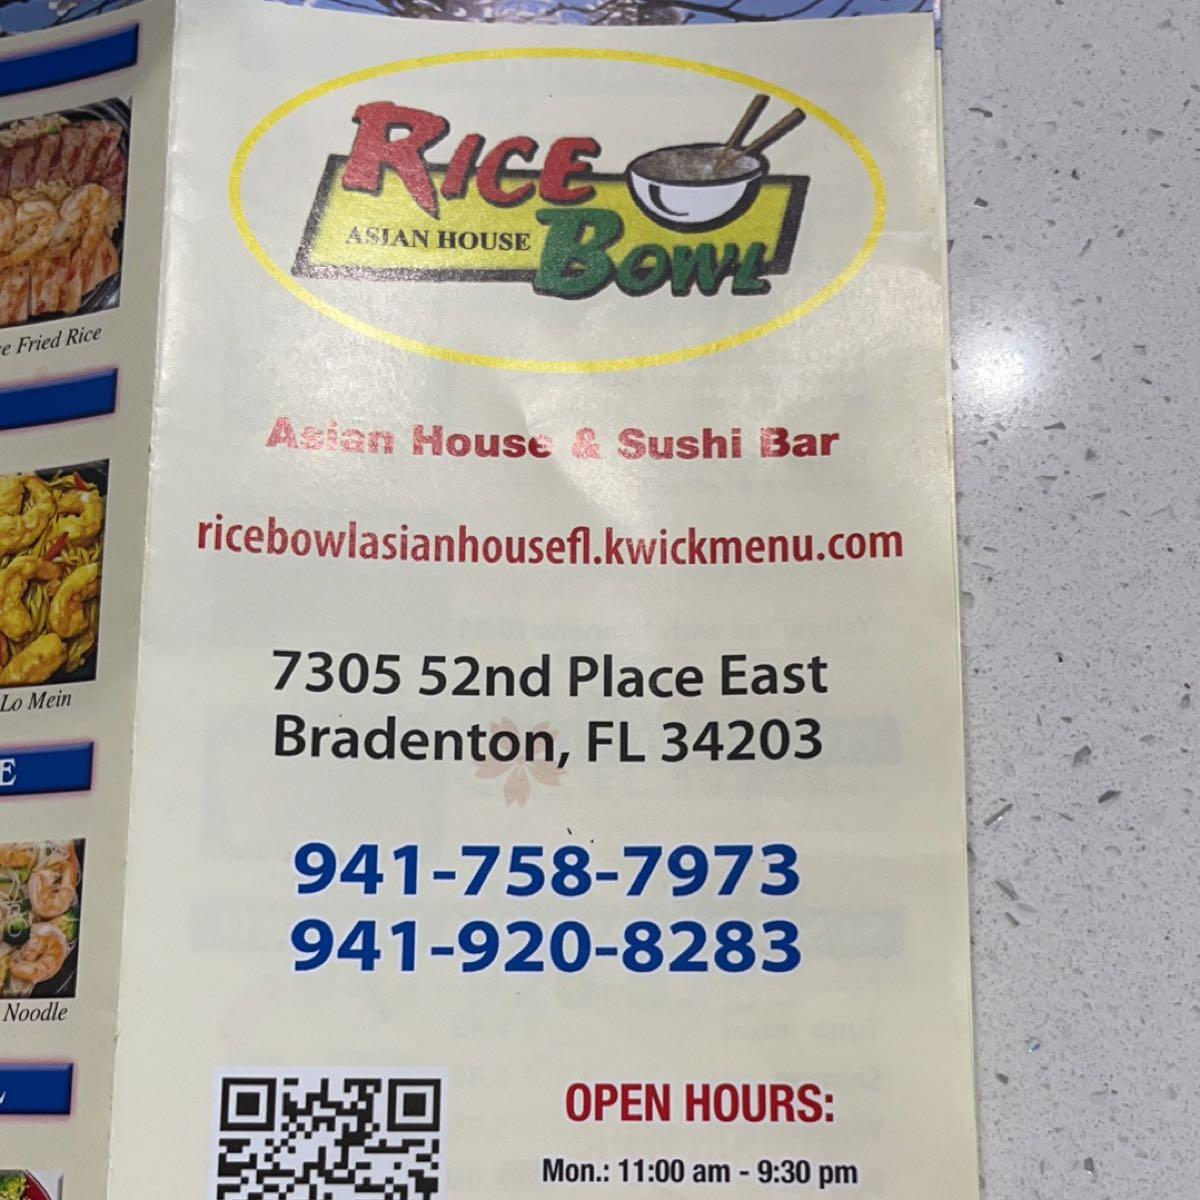 RICE
ASIAN HOUSE
BOWL
Asian House & Sushi Bar
ricebowlasianhousefl.kwickmenu.com
7305 52nd Place East
Bradenton, FL 34203
941-758-7973
941-920-8283
OPEN HOURS:
Mon.: 11:00 am - 9:30 pm
Fried Rice
Lo Mein
E
Noodle